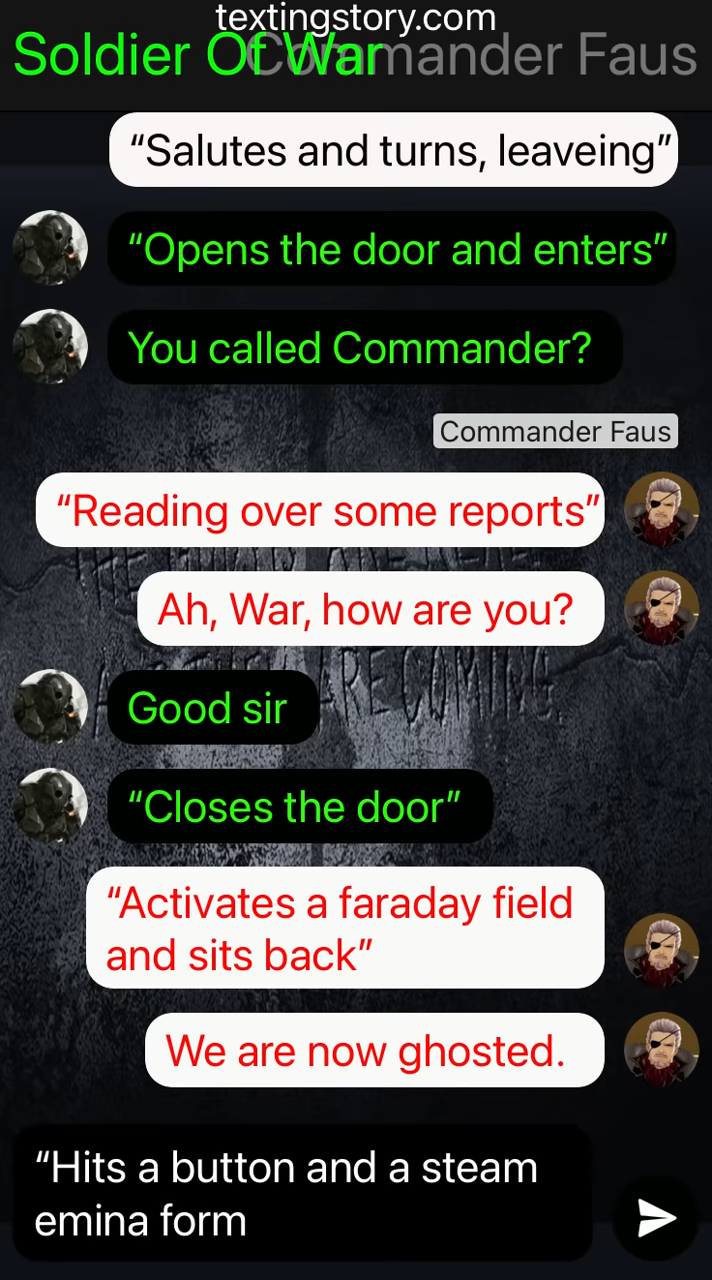 textingstory.com
Soldier Of War
Commander Faus
“Salutes and turns, leaveing”
“Opens the door and enters”
You called Commander?
Commander Faus
“Reading over some reports”
Ah, War, how are you?
ARE COMING.
Good sir
“Closes the door”
“Activates a faraday field
and sits back”
We are now ghosted.
“Hits a button and a steam
emina form